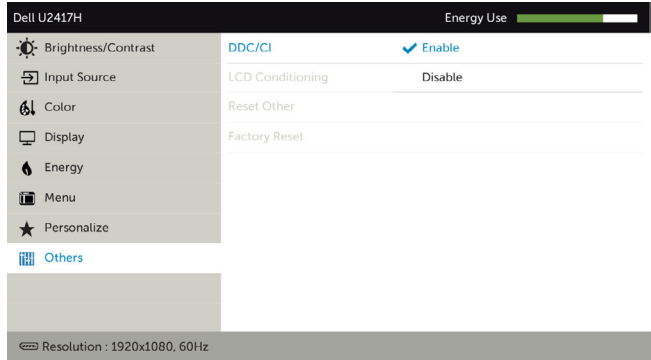 Dell U2417H Energy Use
Brightness/Contrast DDC/CI Enable
Input Source LCD Conditioning Disable
Color Reset Other
Display Factory Reset
Energy
Menu
Personalize
Others
Resolution : 1920x1080, 60Hz